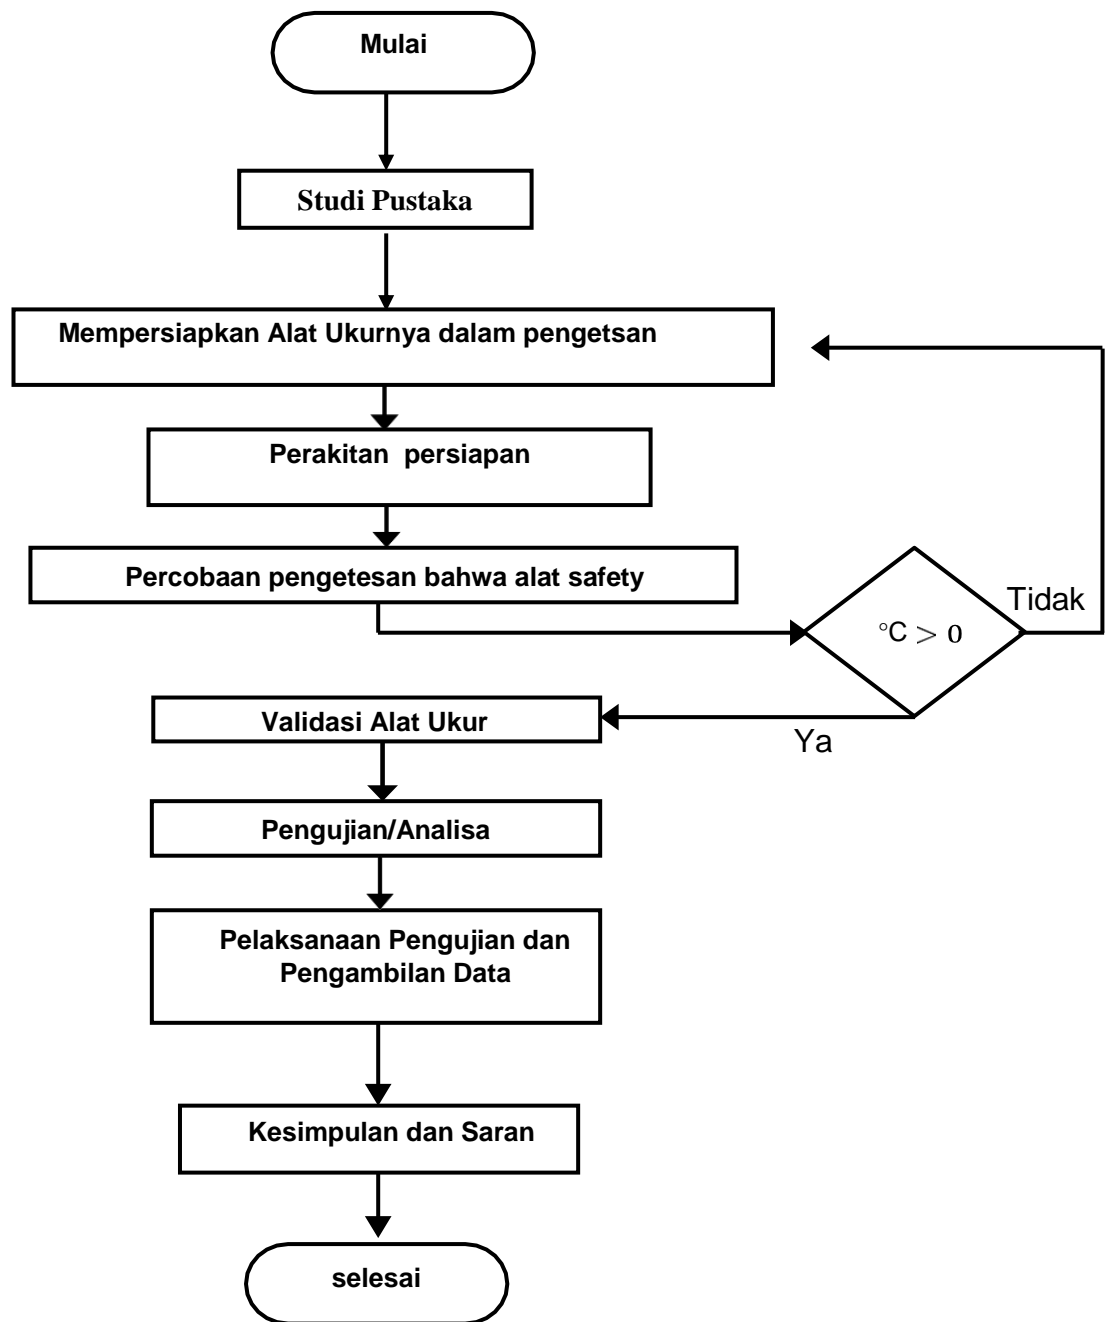 Mulai
Studi Pustaka
Mempersiapkan Alat Ukurnya dalam pengetsan
Perakitan  persiapan
Percobaan pengetesan bahwa alat safety
°C > 0
Tidak
Ya
Validasi Alat Ukur
Pengujian/Analisa
Pelaksanaan Pengujian dan
Pengambilan Data
Kesimpulan dan Saran
selesai